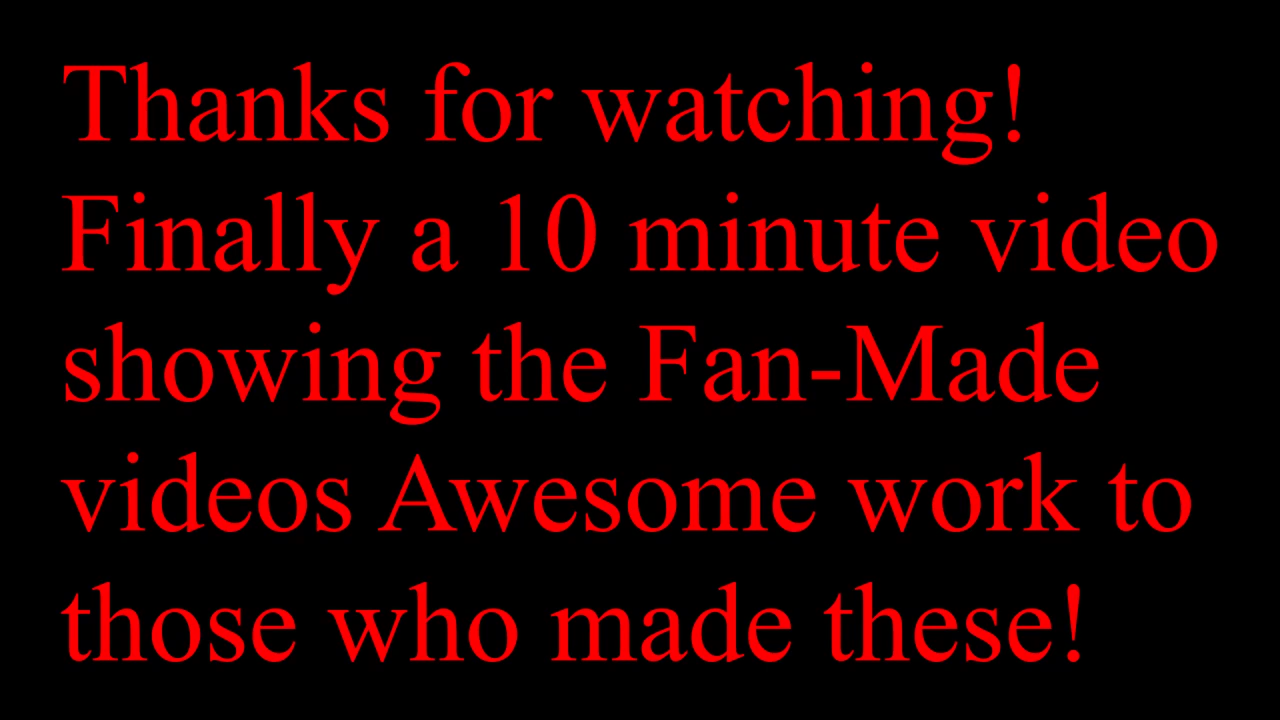 Thanks for watching!
Finally a 10 minute video
showing the Fan-Made
videos Awesome work to
those who made these!